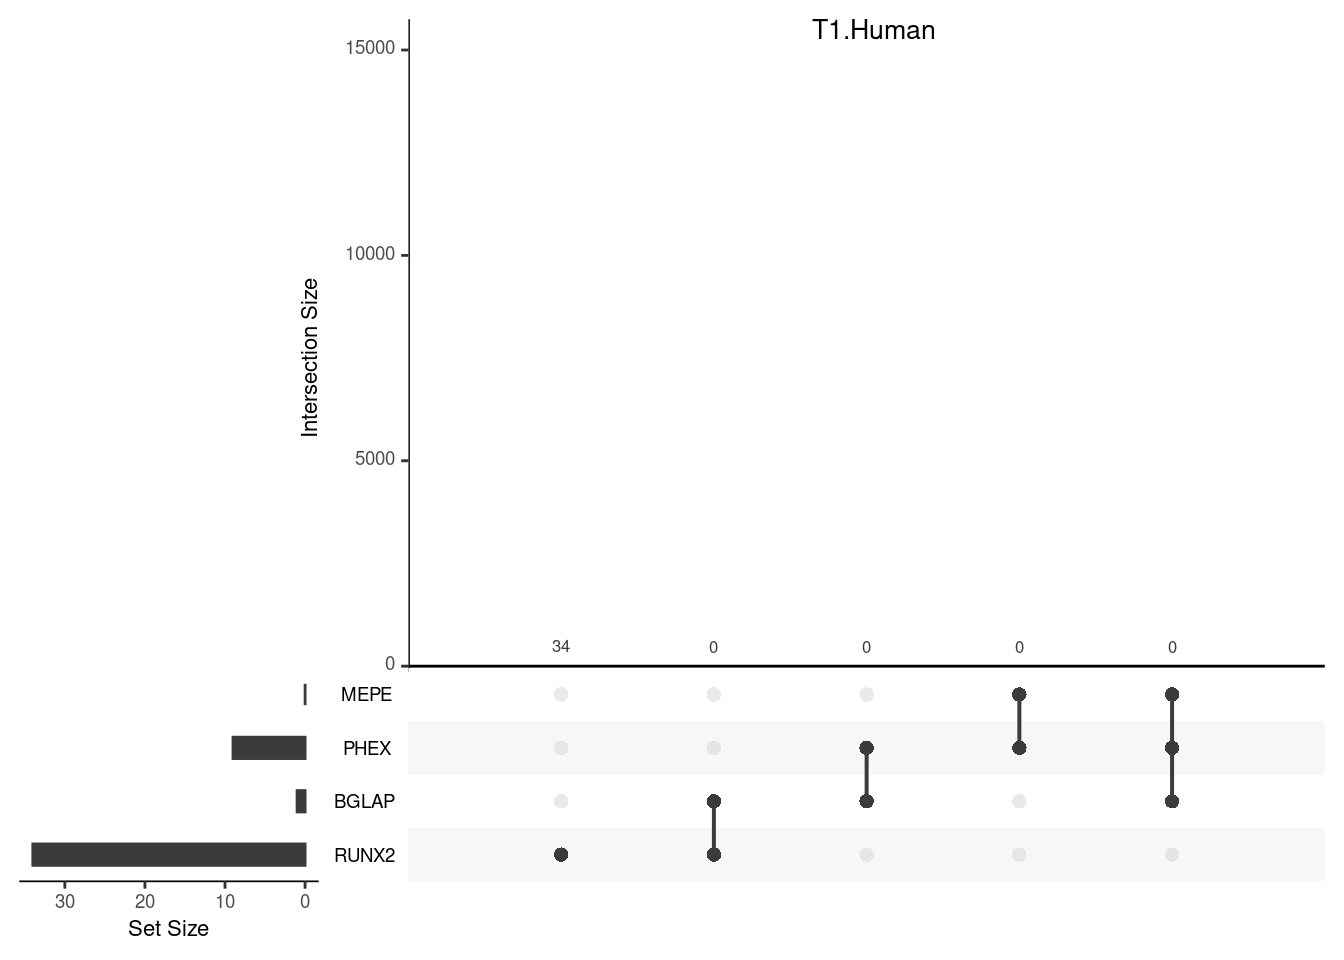 T1.Human
15000
10000
5000
0
Intersection Size
34 0 0 0 0
MEPE
PHEX
BGLAP
RUNX2
30 20 10 0
Set Size